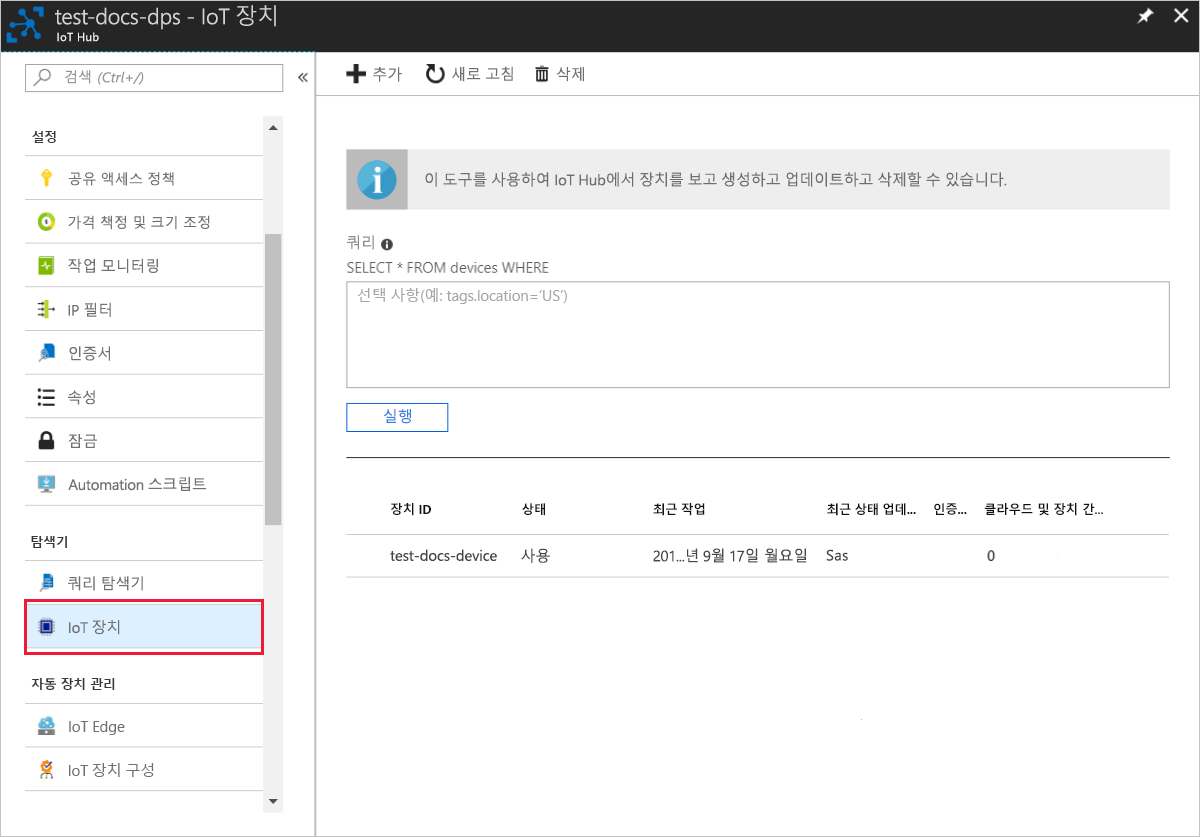 test-docs-dps - IoT 장치
IoT Hub
검색 (Ctrl+/)
«
추가
새로 고침
삭제
설정
공유 액세스 정책
가격 책정 및 크기 조정
작업 모니터링
IP 필터
인증서
속성
잠금
Automation 스크립트
탐색기
쿼리 탐색기
IoT 장치
자동 장치 관리
IoT Edge
IoT 장치 구성
이 도구를 사용하여 IoT Hub에서 장치를 보고 생성하고 업데이트하고 삭제할 수 있습니다.
쿼리
SELECT * FROM devices WHERE
선택 사항(예: tags.location='US')
실행
장치 ID 상태 최근 작업 최근 상태 업데... 인증... 클라우드 및 장치 간...
test-docs-device 사용 201...년 9월 17일 월요일 Sas 0